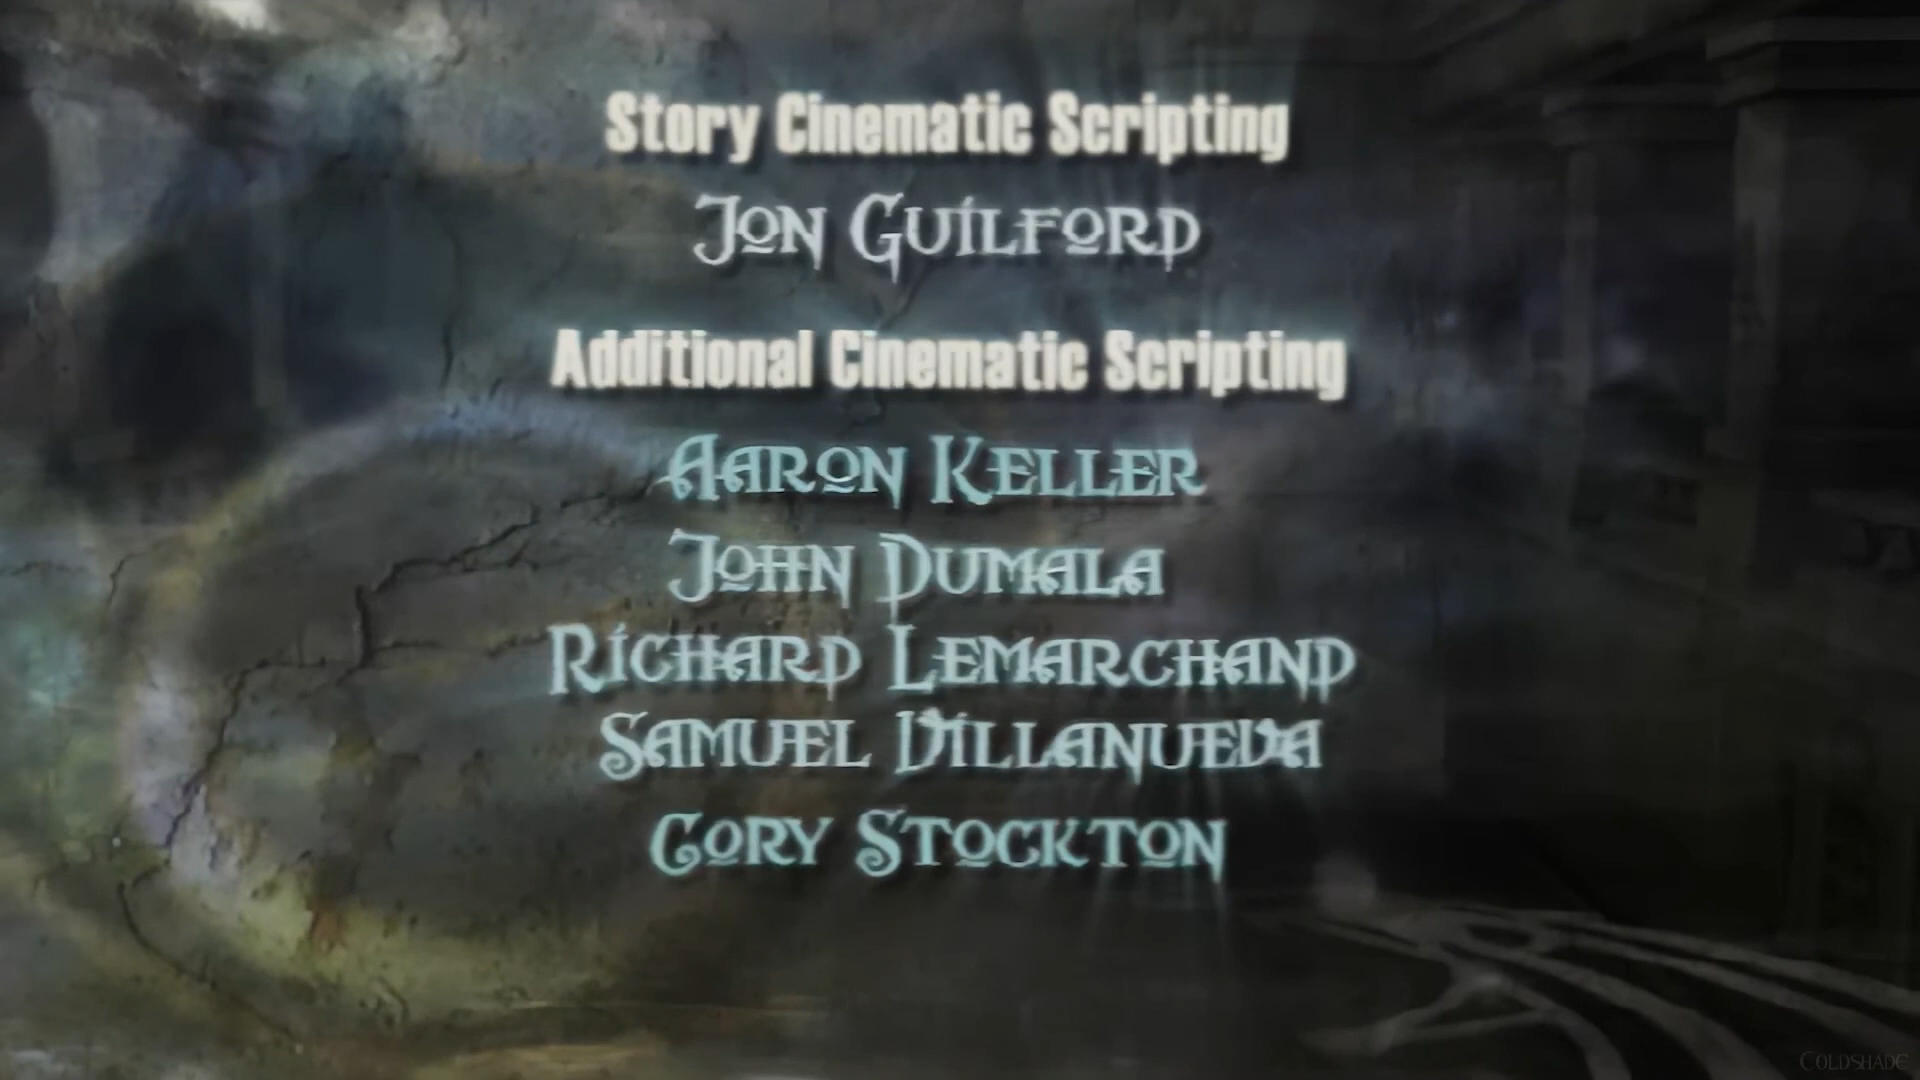 Story Cinematic Scripting
Jon Guilford
Additional Cinematic Scripting
Aaron Keller
John Dumala
Richard Lemarchand
Samuel Villanueva
Cory Stockton
Coldshade